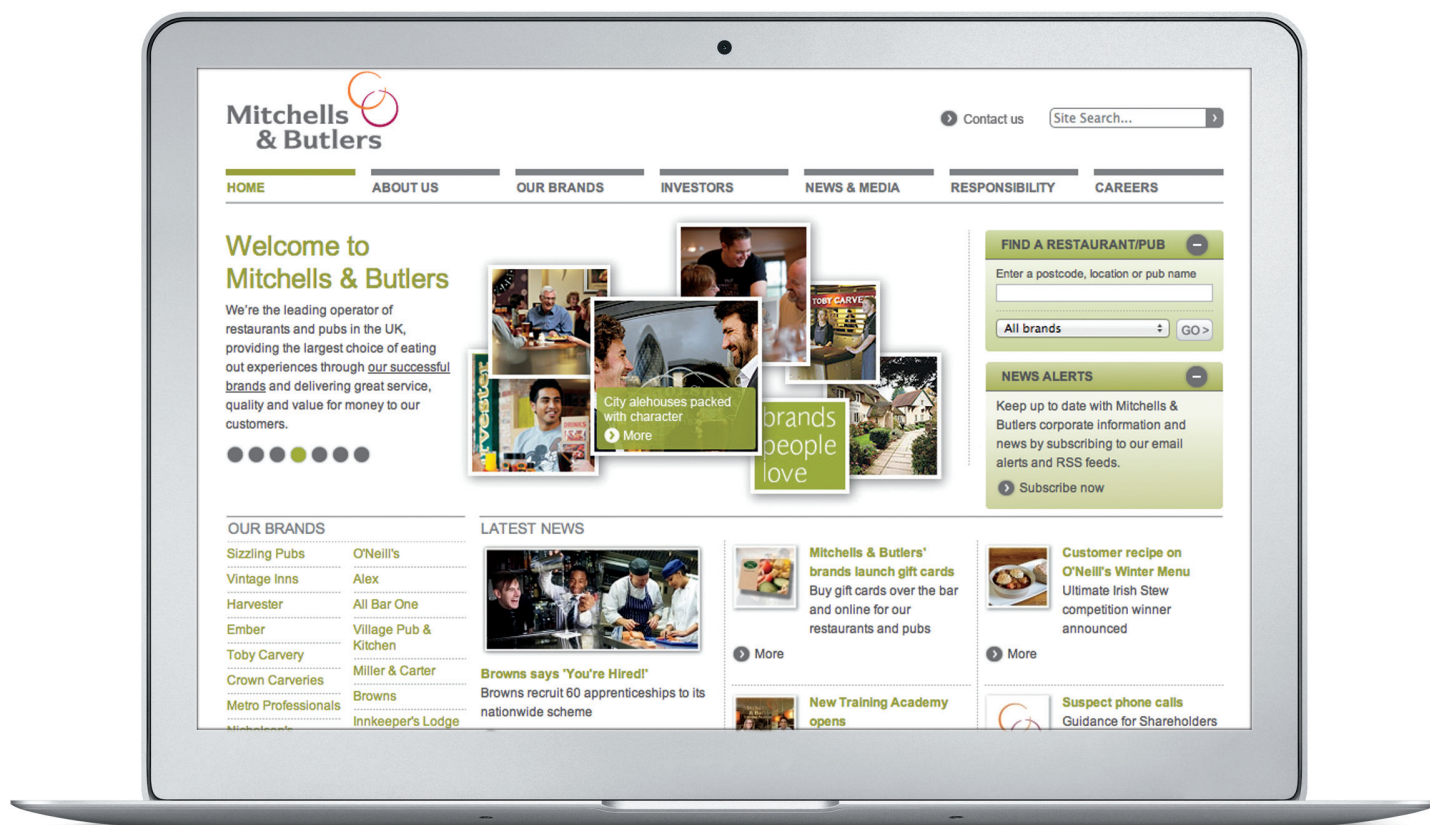 Mitchells
& Butlers
Contact us
Site Search...
HOME
ABOUT US
OUR BRANDS
INVESTORS
NEWS & MEDIA
RESPONSIBILITY
CAREERS
Welcome to
Mitchells & Butlers
We're the leading operator of
restaurants and pubs in the UK,
providing the largest choice of eating
out experiences through our successful
brands and delivering great service,
quality and value for money to our
customers.
TOBY CARVE
DRINKS
City alehouses packed
with character
More
brands
people
love
FIND A RESTAURANT/PUB
Enter a postcode, location or pub name
All brands
GO >
NEWS ALERTS
Keep up to date with Mitchells &
Butlers corporate information and
news by subscribing to our email
alerts and RSS feeds.
Subscribe now
OUR BRANDS
Sizzling Pubs
Vintage Inns
Harvester
Ember
Toby Carvery
Crown Carveries
Metro Professionals
Nicholson's
O'Neill's
Alex
All Bar One
Village Pub &
Kitchen
Miller & Carter
Browns
Innkeeper's Lodge
LATEST NEWS
Browns says 'You're Hired!'
Browns recruit 60 apprenticeships to its
nationwide scheme
Mitchells & Butlers'
brands launch gift cards
Buy gift cards over the bar
and online for our
restaurants and pubs
More
New Training Academy
opens
Customer recipe on
O'Neill's Winter Menu
Ultimate Irish Stew
competition winner
announced
More
Suspect phone calls
Guidance for Shareholders